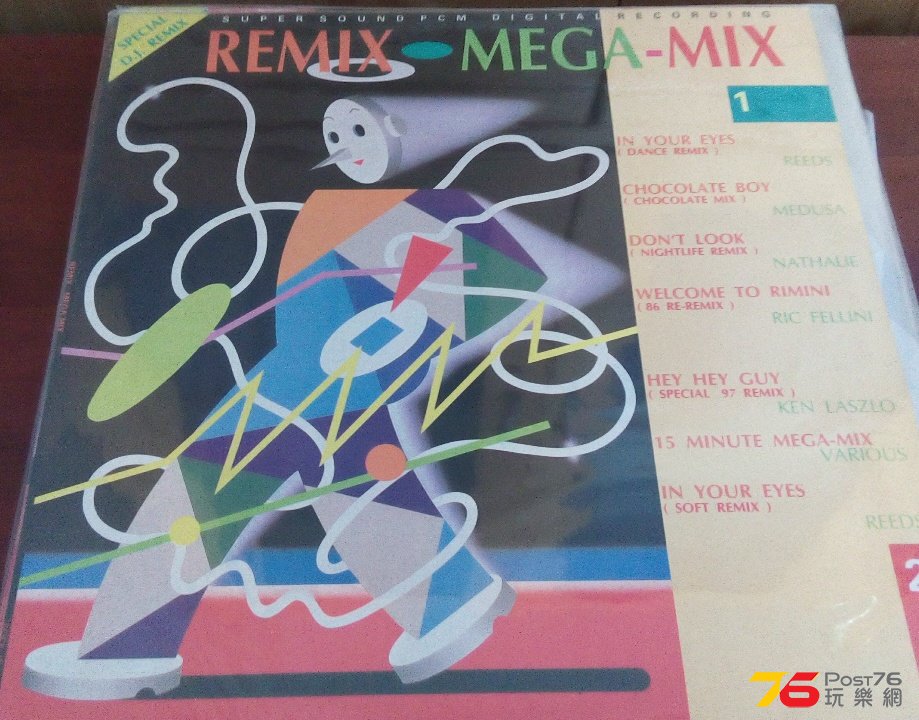 SUPER SOUND PCM DIGITAL RECORDING
SPECIAL
D.J. REMIX
REMIX MEGA-MIX
1
IN YOUR EYES
( DANCE REMIX )
REEDS
CHOCOLATE BOY
( CHOCOLATE MIX )
MEDUSA
DON'T LOOK
( NIGHTLIFE REMIX )
NATHALIE
WELCOME TO RIMINI
( 86 RE-REMIX )
RIC FELLINI
HEY HEY GUY
( SPECIAL 97 REMIX )
KEN LASZLO
15 MINUTE MEGA-MIX
VARIOUS
IN YOUR EYES
( SOFT REMIX )
REEDS
2
76 POST76
玩樂網